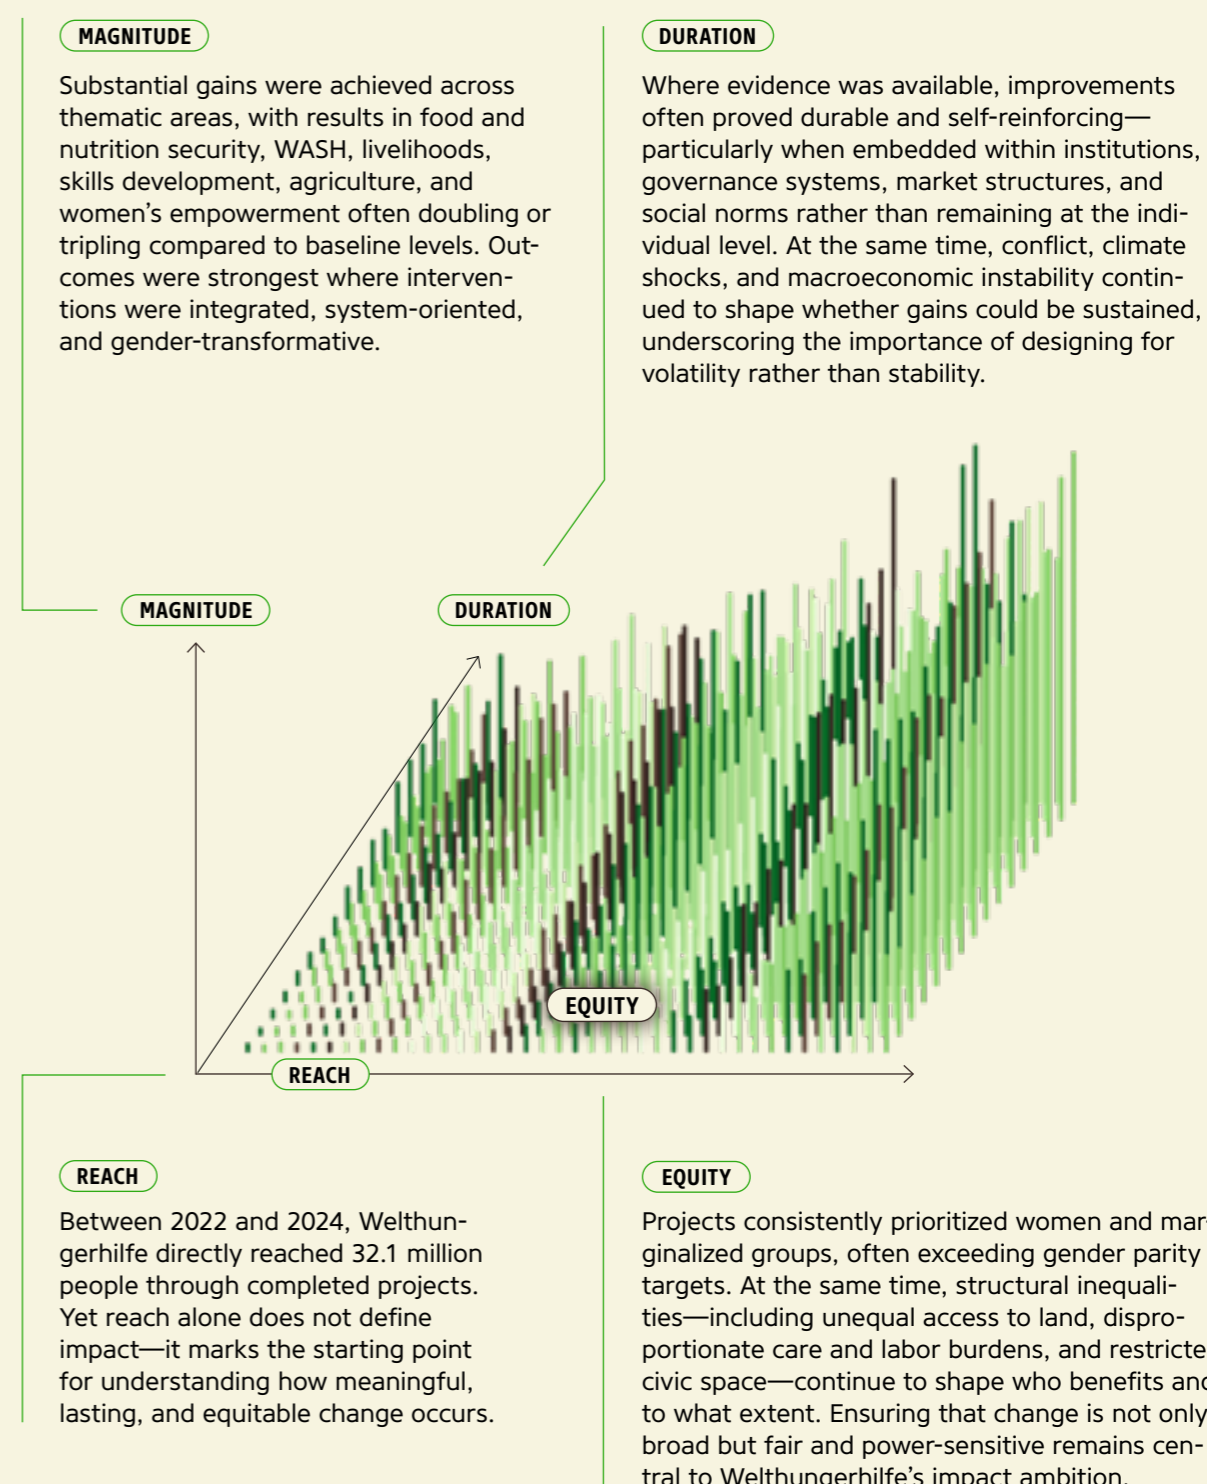 MAGNITUDE
Substantial gains were achieved across
thematic areas, with results in food and
nutrition security, WASH, livelihoods,
skills development, agriculture, and
women’s empowerment often doubling or
tripling compared to baseline levels. Out-
comes were strongest where interven-
tions were integrated, system-oriented,
and gender-transformative.
DURATION
Where evidence was available, improvements
often proved durable and self-reinforcing—
particularly when embedded within institutions,
governance systems, market structures, and
social norms rather than remaining at the indi-
vidual level. At the same time, conflict, climate
shocks, and macroeconomic instability contin-
ued to shape whether gains could be sustained,
underscoring the importance of designing for
volatility rather than stability.
MAGNITUDE
DURATION
EQUITY
REACH
REACH
Between 2022 and 2024, Welthun-
gerhilfe directly reached 32.1 million
people through completed projects.
Yet reach alone does not define
impact—it marks the starting point
for understanding how meaningful,
lasting, and equitable change occurs.
EQUITY
Projects consistently prioritized women and mar-
ginalized groups, often exceeding gender parity
targets. At the same time, structural inequali-
ties—including unequal access to land, dispro-
portionate care and labor burdens, and restricte
civic space—continue to shape who benefits and
to what extent. Ensuring that change is not only
broad but fair and power-sensitive remains cen-
tral to Welthungerhilfe’s impact ambition.